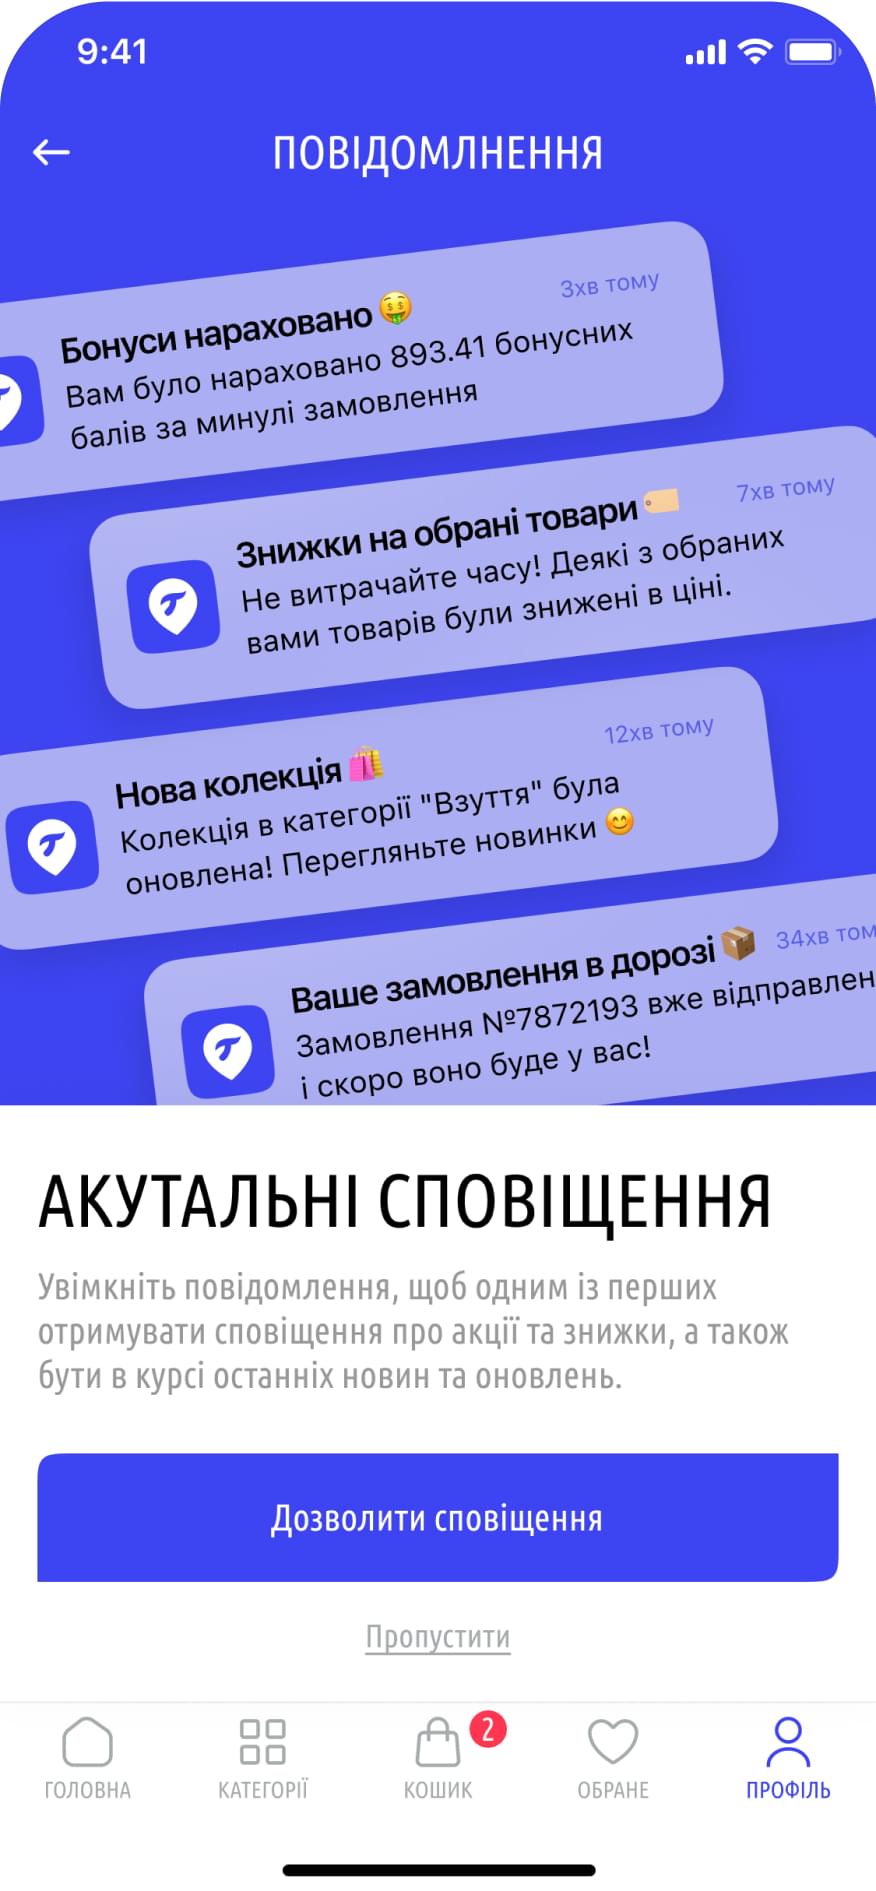 9:41
ПОВІДОМЛНЕННЯ
Бонуси нараховано 🤑 3хв тому
Вам було нараховано 893.41 бонусних
балів за минулі замовлення
Знижки на обрані товари 🏷️ 7хв тому
Не витрачайте часу! Деякі з обраних
вами товарів були знижені в ціні.
Нова колекція 🛍️ 12хв тому
Колекція в категорії "Взуття" була
оновлена! Перегляньте новинки 😊
Ваше замовлення в дорозі 📦 34хв том
Замовлення №7872193 вже відправлен
і скоро воно буде у вас!
АКУТАЛЬНІ СПОВІЩЕННЯ
Увімкніть повідомлення, щоб одним із перших
отримувати сповіщення про акції та знижки, а також
бути в курсі останніх новин та оновлень.
Дозволити сповіщення
Пропустити
2
ГОЛОВНА КАТЕГОРІЇ КОШИК ОБРАНЕ ПРОФІЛЬ